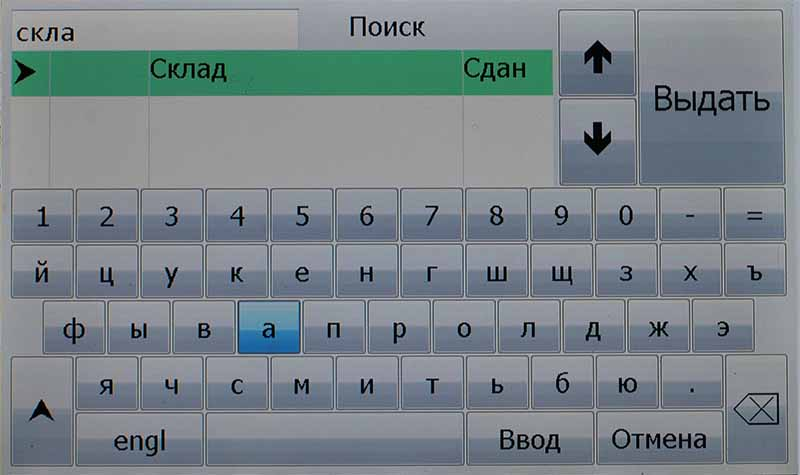 скла Поиск
Склад Сдан
Выдать
1 2 3 4 5 6 7 8 9 0 - =
й ц у к е н г ш щ з х ъ
ф ы в а п р о л д ж э
я ч с м и т ь б ю .
engl Ввод Отмена